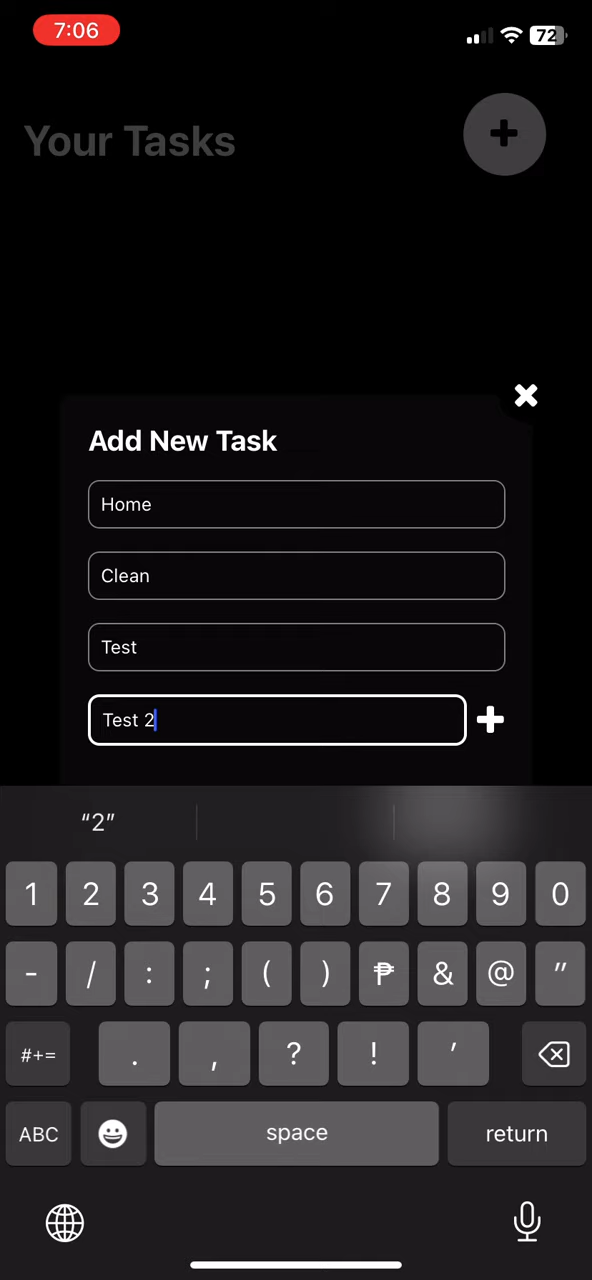 7:06
72
Your Tasks
Add New Task
Home
Clean
Test
Test 2
“2”
1 2 3 4 5 6 7 8 9 0
- / : ; ( ) ₱ & @ "
#+= . , ? ! '
ABC space return